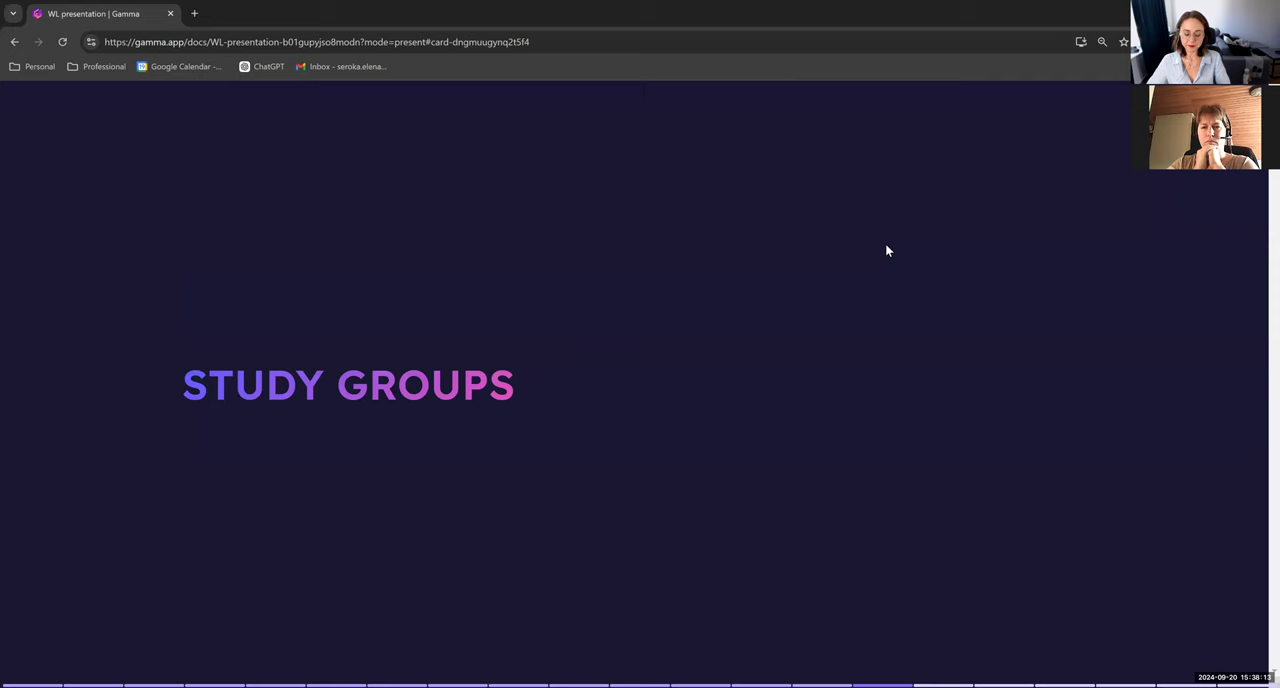 WL presentation | Gamma
https://gamma.app/docs/WL-presentation-b01gupyjso8modn?mode=present#card-dngmuugynq2t5f4
Personal
Professional
Google Calendar -...
ChatGPT
Inbox - seroka.elena...
STUDY GROUPS
2024-09-20 15:38:13